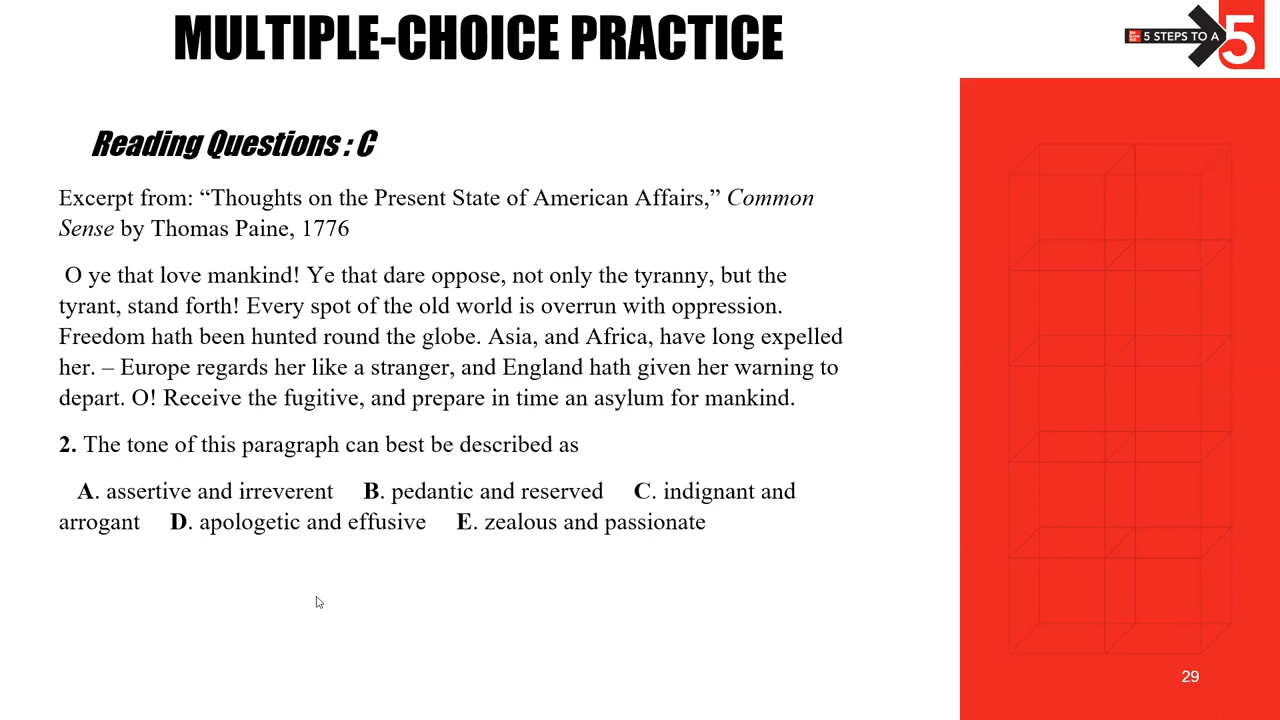 MULTIPLE-CHOICE PRACTICE
5 STEPS TO A 5
Reading Questions : C
Excerpt from: “Thoughts on the Present State of American Affairs,” Common
Sense by Thomas Paine, 1776
O ye that love mankind! Ye that dare oppose, not only the tyranny, but the
tyrant, stand forth! Every spot of the old world is overrun with oppression.
Freedom hath been hunted round the globe. Asia, and Africa, have long expelled
her. – Europe regards her like a stranger, and England hath given her warning to
depart. O! Receive the fugitive, and prepare in time an asylum for mankind.
2. The tone of this paragraph can best be described as
A. assertive and irreverent B. pedantic and reserved C. indignant and
arrogant D. apologetic and effusive E. zealous and passionate
29